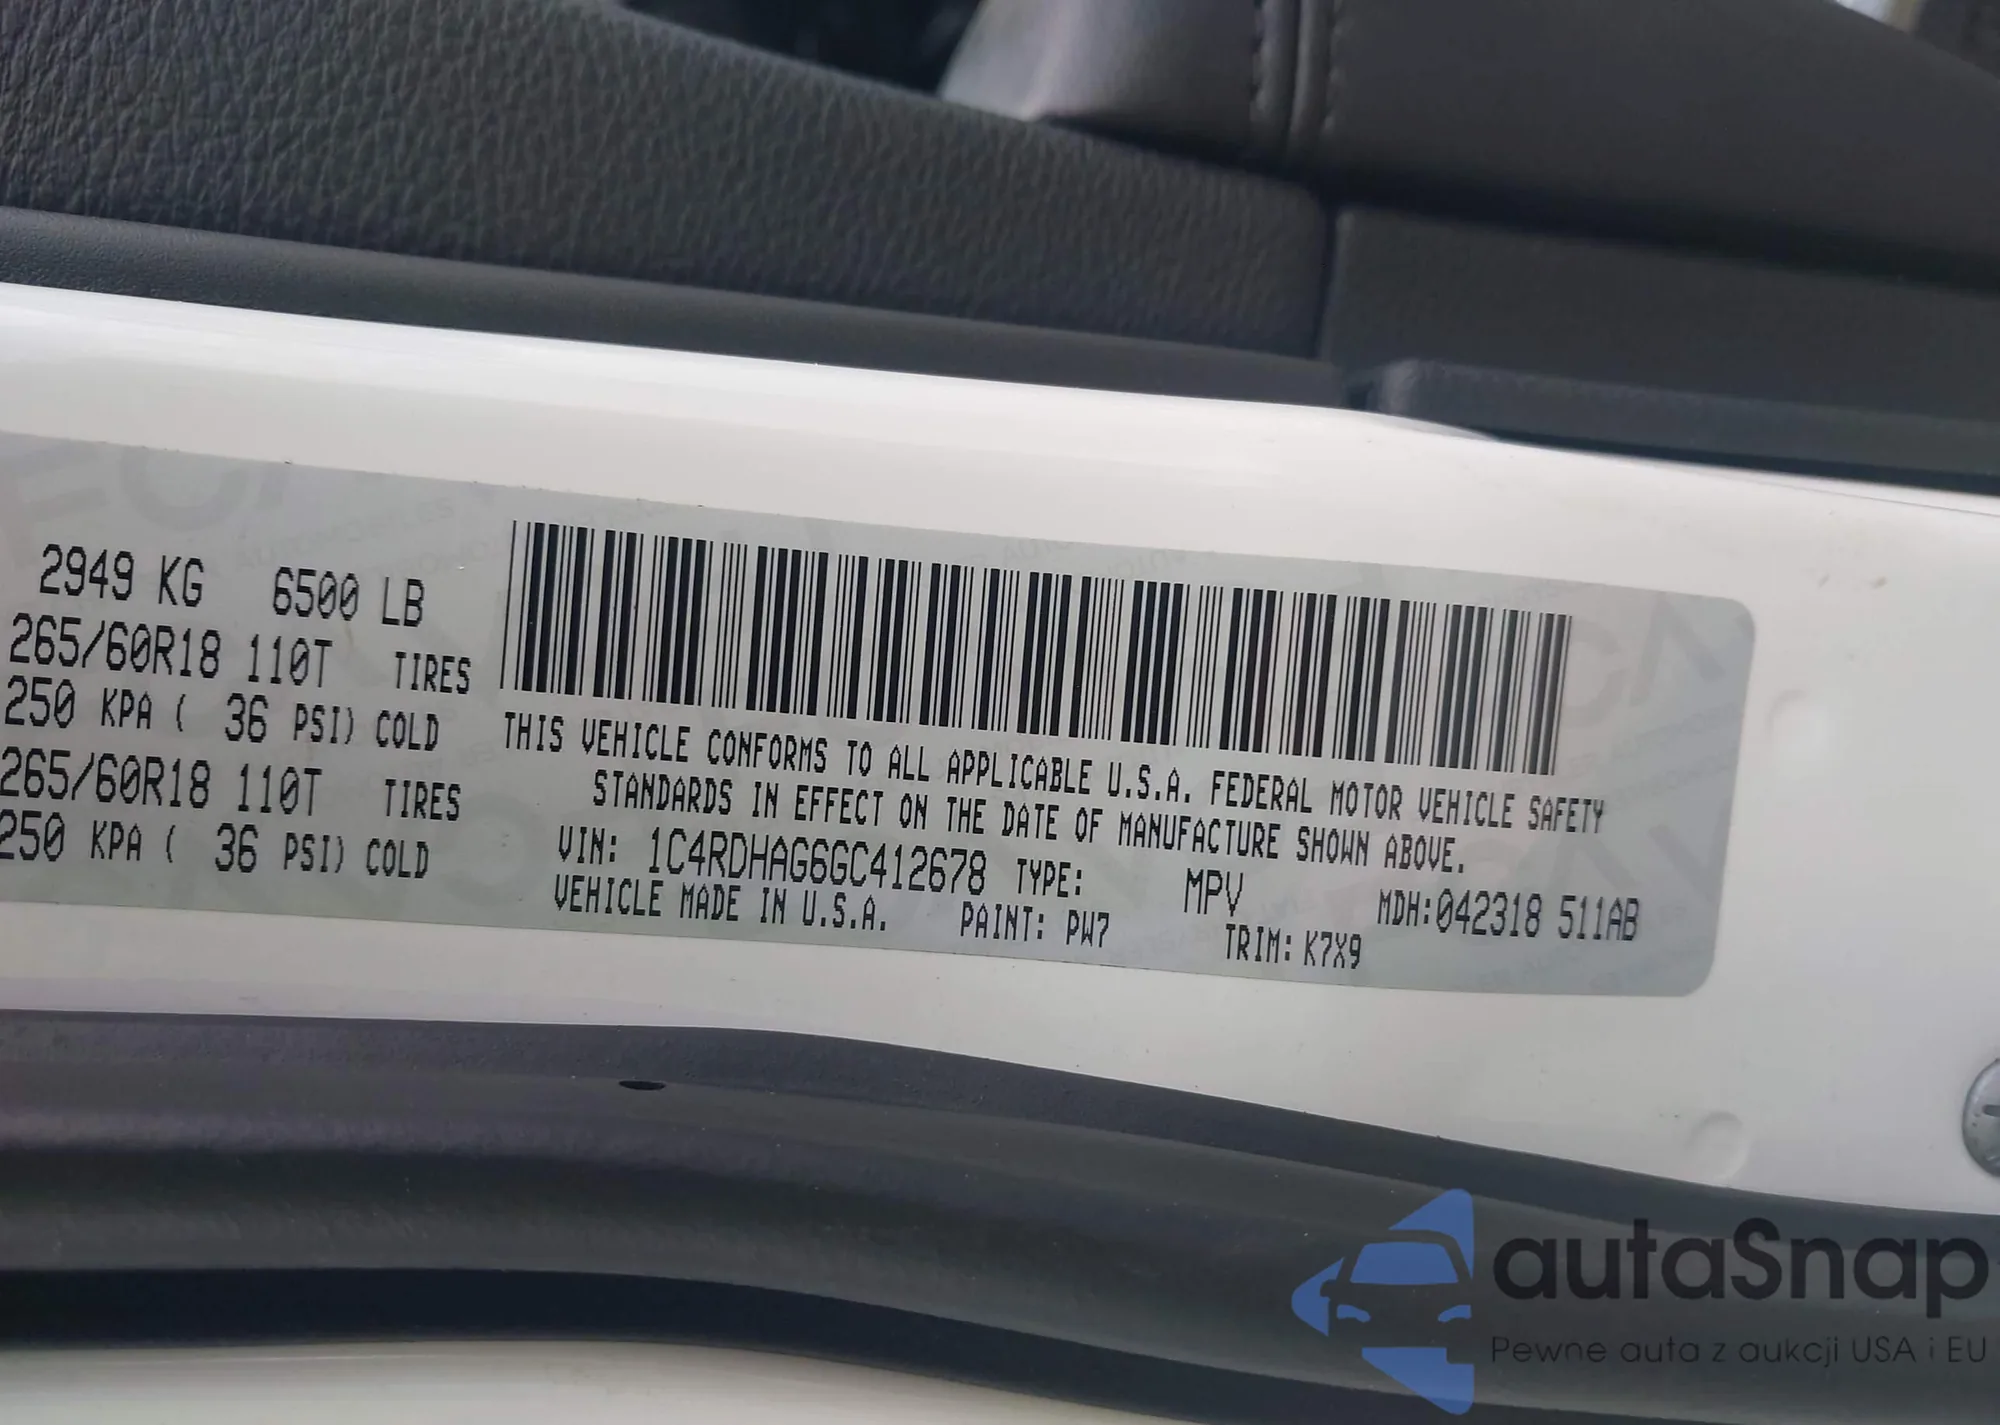 2949 KG 6500 LB
265/60R18 110T TIRES
250 KPA ( 36 PSI) COLD
265/60R18 110T TIRES
250 KPA ( 36 PSI) COLD
THIS VEHICLE CONFORMS TO ALL APPLICABLE U.S.A. FEDERAL MOTOR VEHICLE SAFETY
STANDARDS IN EFFECT ON THE DATE OF MANUFACTURE SHOWN ABOVE.
VIN: 1C4RDHAG6GC412678 TYPE: MPV MDH:042318 511AB
VEHICLE MADE IN U.S.A. PAINT: PW7 TRIM: K7X9
autaSnap
Pewne auta z aukcji USA i EU